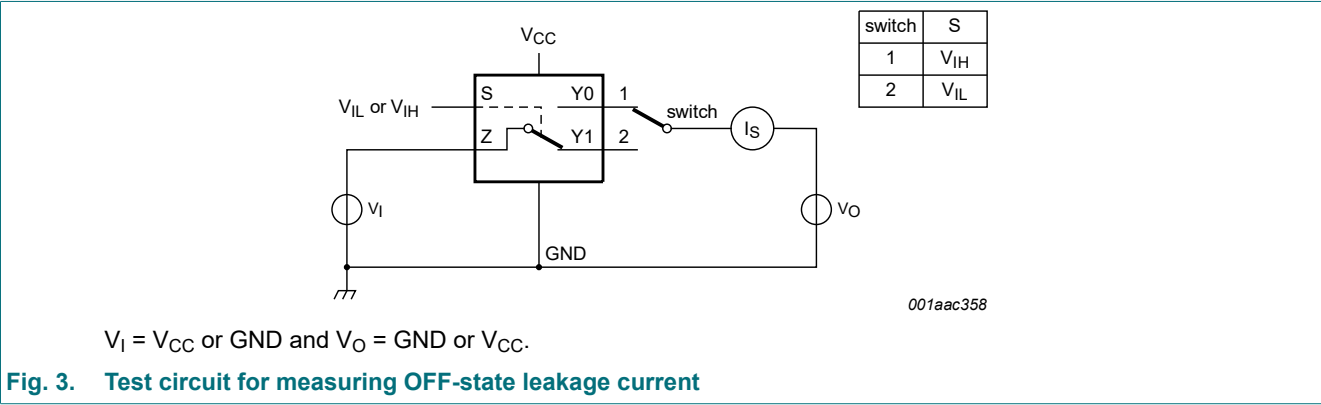 switch S
1 VIH
2 VIL
VCC
VIL or VIH
S
Y0
1
switch
IS
Z
Y1
2
VI
VO
GND
001aac358
VI = VCC or GND and VO = GND or VCC.
Fig. 3. Test circuit for measuring OFF-state leakage current